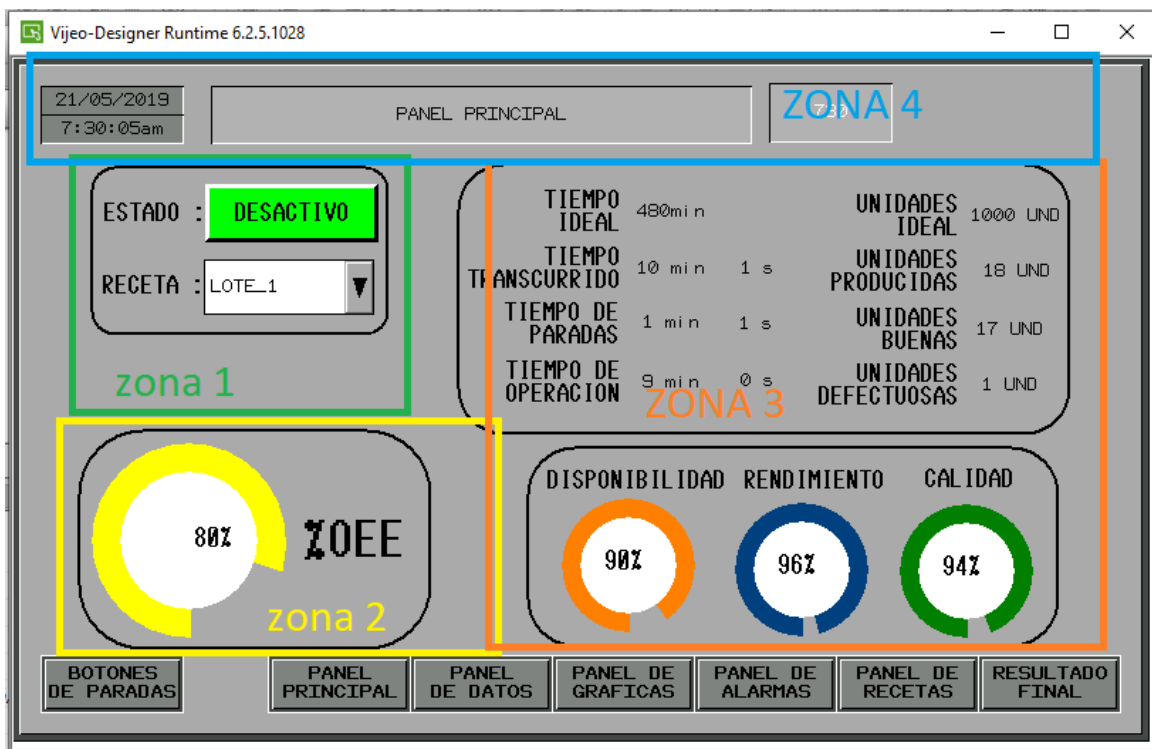 Vijeo-Designer Runtime 6.2.5.1028
21/05/2019
7:30:05am
PANEL PRINCIPAL
ZONA 4
ESTADO : DESACTIVO
RECETA : LOTE_1
zona 1
TIEMPO
IDEAL
480min
UNIDADES
IDEAL
1000 UND
TIEMPO
TRANSCURRIDO
10 min 1 s
UNIDADES
PRODUCIDAS
18 UND
TIEMPO DE
PARADAS
1 min 1 s
UNIDADES
BUENAS
17 UND
TIEMPO DE
OPERACION
9 min 0 s
UNIDADES
DEFECTUOSAS
1 UND
ZONA 3
80%
%OEE
zona 2
DISPONIBILIDAD RENDIMIENTO CALIDAD
90% 96% 94%
BOTONES
DE PARADAS
PANEL
PRINCIPAL
PANEL
DE DATOS
PANEL DE
GRAFICAS
PANEL DE
ALARMAS
PANEL DE
RECETAS
RESULTADO
FINAL